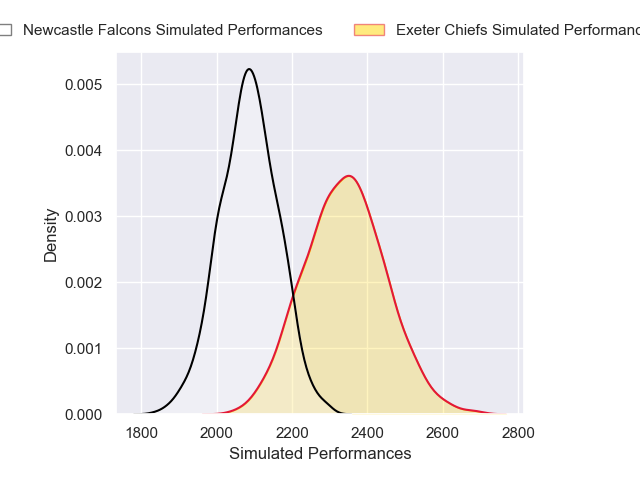 Newcastle Falcons Simulated Performances
Exeter Chiefs Simulated
0.005
0.004
0.003
0.002
0.001
0.000
Density
1800 2000 2200 2400 2600 2800
Simulated Performances